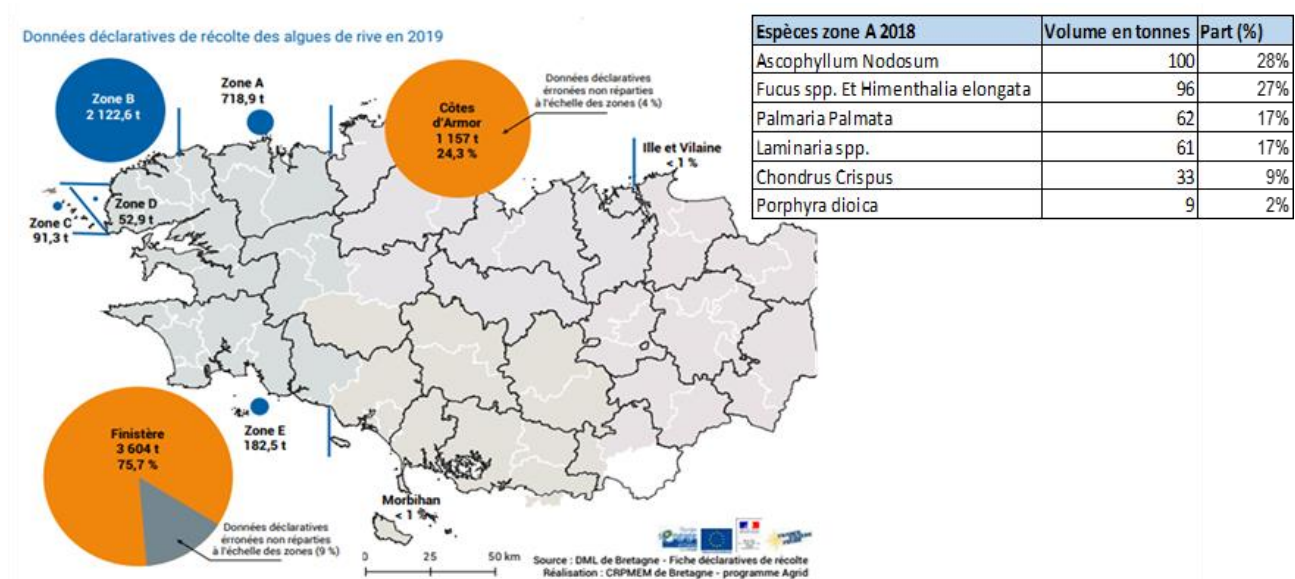 Données déclaratives de récolte des algues de rive en 2019
Zone B
2 122,6 t
Zone A
718,9 t
Côtes
d'Armor
1 157 t
24,3 %
Données déclaratives
érronées non réparties
à l'échelle des zones (4 %)
Ille et Vilaine
< 1 %
Zone D
52,9 t
Zone C
91,3 t
Zone E
182,5 t
Finistère
3 604 t
75,7 %
Données déclaratives
érronées non réparties
à l'échelle des zones (9 %)
Morbihan
< 1 %
0 25 50 km
Source : DML de Bretagne - Fiche déclaratives de récolte
Réalisation : CRPMEM de Bretagne - programme Agrid
Espèces zone A 2018 Volume en tonnes Part (%)
Ascophyllum Nodosum 100 28%
Fucus spp. Et Himenthalia elongata 96 27%
Palmaria Palmata 62 17%
Laminaria spp. 61 17%
Chondrus Crispus 33 9%
Porphyra dioica 9 2%